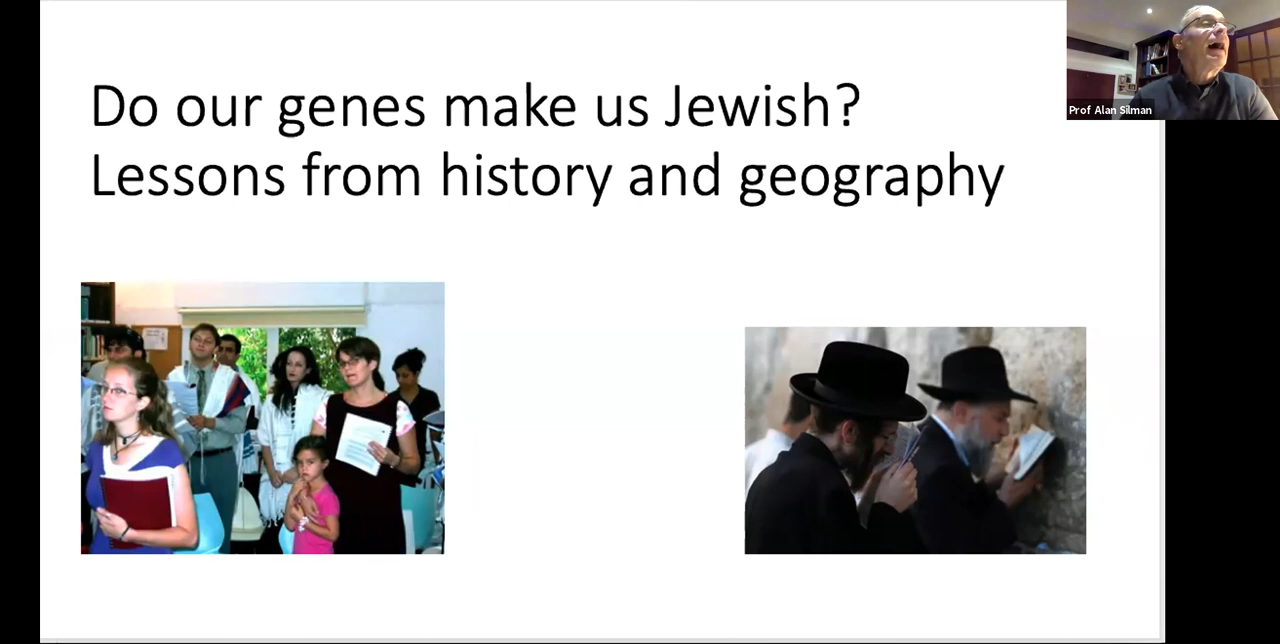 Do our genes make us Jewish?
Lessons from history and geography
Prof Alan Silman